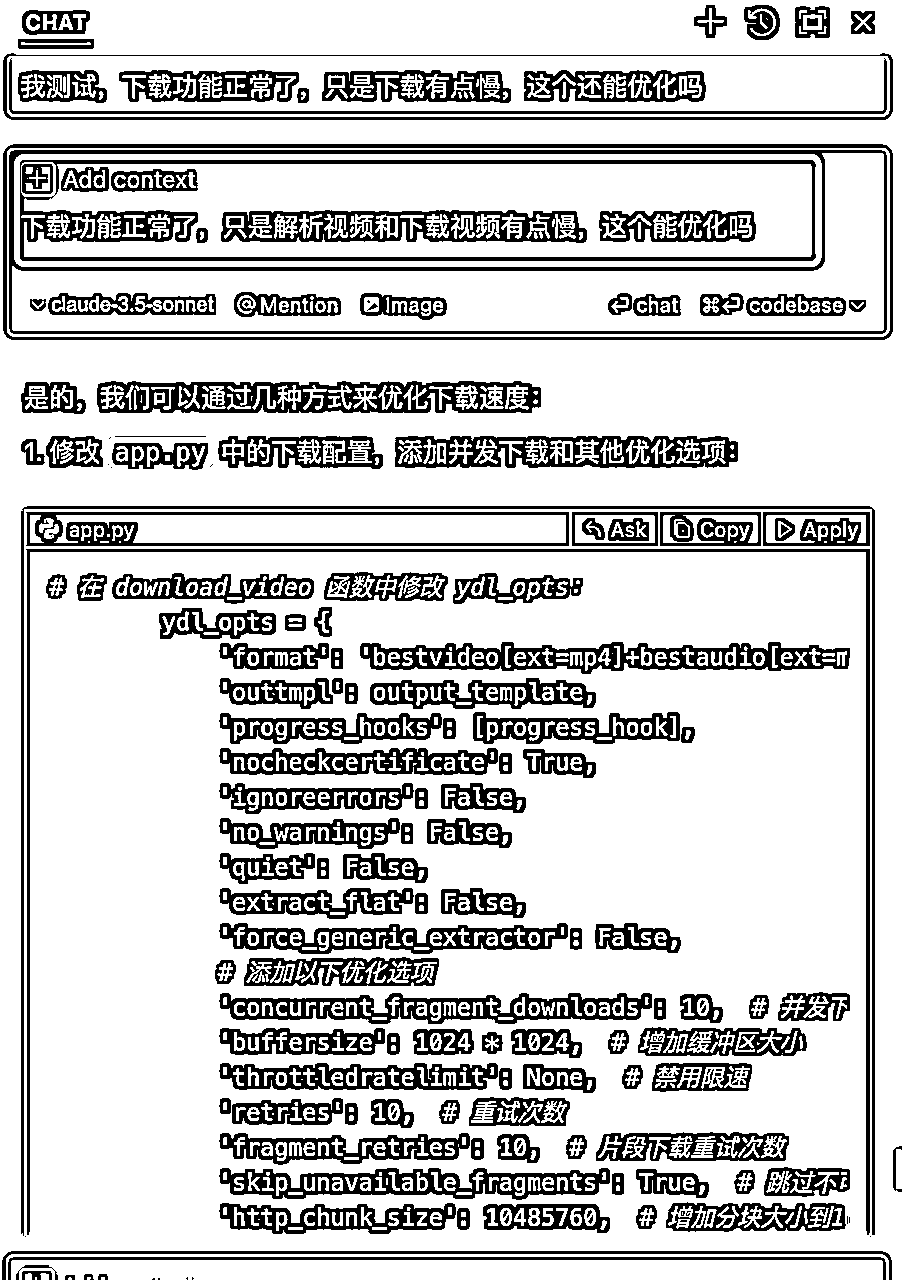 CHAT
我测试，下载功能正常了，只是下载有点慢，这个还能优化吗
Add context
下载功能正常了，只是解析视频和下载视频有点慢，这个能优化吗
claude-3.5-sonnet @Mention Image chat ⌘⏎ codebase
是的，我们可以通过几种方式来优化下载速度：
1. 修改 app.py 中的下载配置，添加并发下载和其他优化选项：
app.py Ask Copy Apply
# 在 download_video 函数中修改 ydl_opts:
ydl_opts = {
'format': 'bestvideo[ext=mp4]+bestaudio[ext=
'outtmpl': output_template,
'progress_hooks': [progress_hook],
'nocheckcertificate': True,
'ignoreerrors': False,
'no_warnings': False,
'quiet': False,
'extract_flat': False,
'force_generic_extractor': False,
# 添加以下优化选项
'concurrent_fragment_downloads': 10, # 并发下
'buffersize': 1024 * 1024, # 增加缓冲区大小
'throttledratelimit': None, # 禁用限速
'retries': 10, # 重试次数
'fragment_retries': 10, # 片段下载重试次数
'skip_unavailable_fragments': True, # 跳过不
'http_chunk_size': 10485760, # 增加分块大小到1